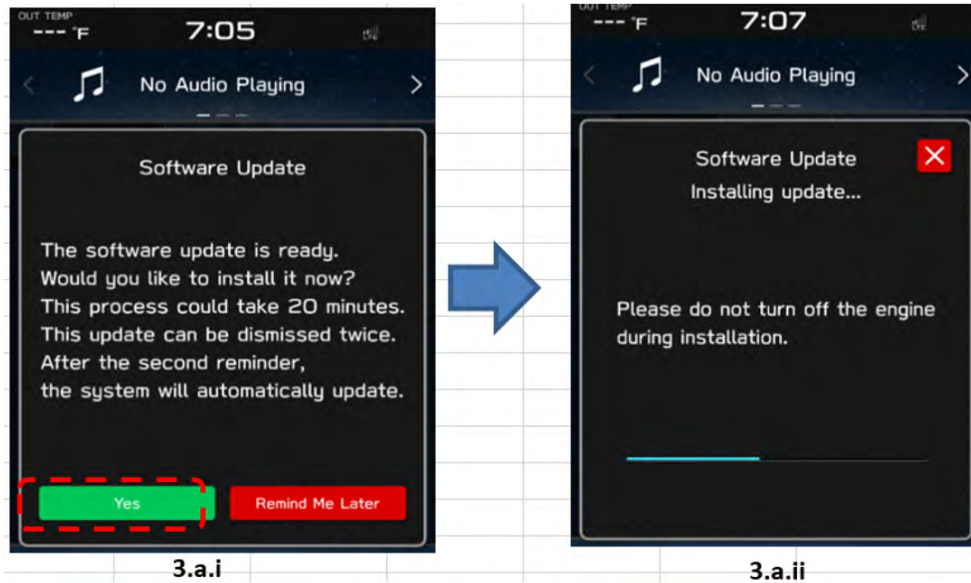 OUT TEMP
--- °F
7:05
No Audio Playing
Software Update
The software update is ready.
Would you like to install it now?
This process could take 20 minutes.
This update can be dismissed twice.
After the second reminder,
the system will automatically update.
Yes
Remind Me Later
3.a.i
OUT TEMP
--- °F
7:07
No Audio Playing
Software Update
Installing update...
Please do not turn off the engine
during installation.
3.a.ii